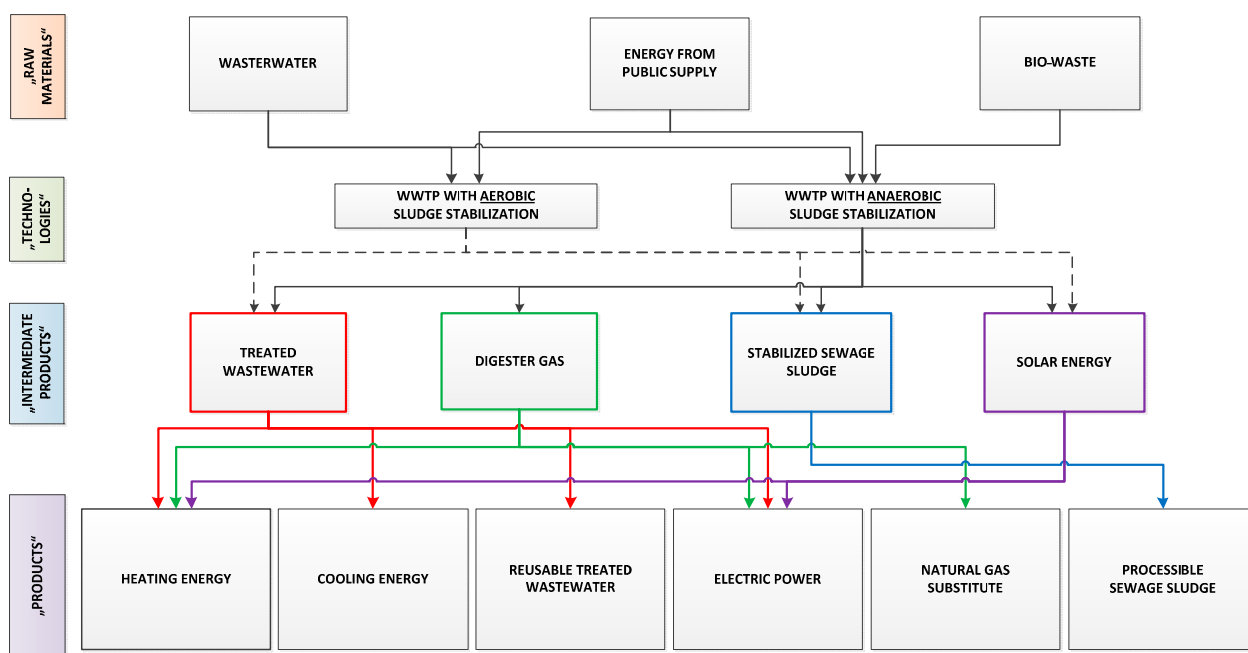 „RAW
MATERIALS“
WASTERWATER
ENERGY FROM
PUBLIC SUPPLY
BIO-WASTE
„TECHNO-
LOGIES“
WWTP WITH AEROBIC
SLUDGE STABILIZATION
WWTP WITH ANAEROBIC
SLUDGE STABILIZATION
„INTERMEDIATE
PRODUCTS“
TREATED
WASTEWATER
DIGESTER GAS
STABILIZED SEWAGE
SLUDGE
SOLAR ENERGY
„PRODUCTS“
HEATING ENERGY
COOLING ENERGY
REUSABLE TREATED
WASTEWATER
ELECTRIC POWER
NATURAL GAS
SUBSTITUTE
PROCESSIBLE
SEWAGE SLUDGE